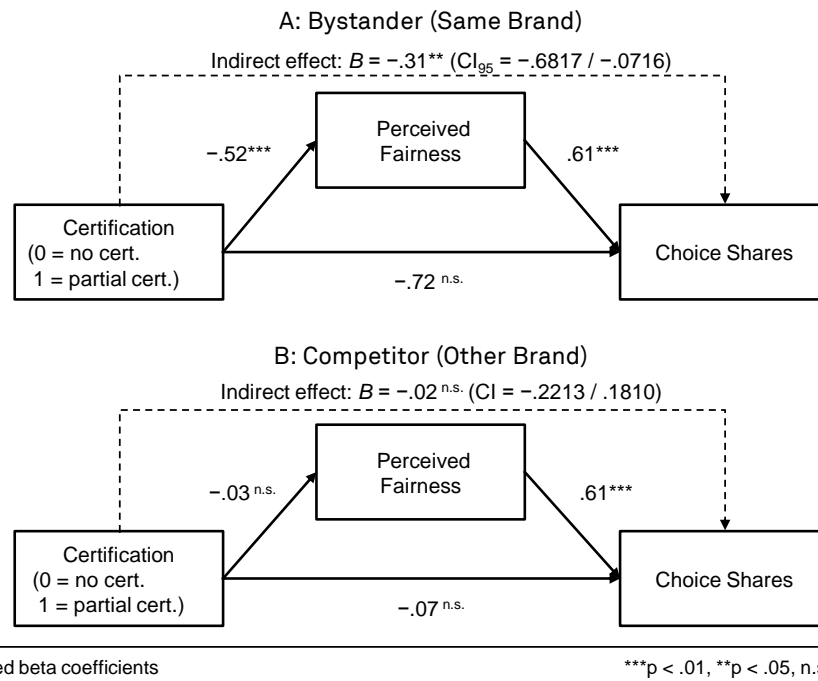 A: Bystander (Same Brand)
Indirect effect: B = −.31** (CI95 = −.6817 / −.0716)
Perceived
Fairness
−.52***
.61***
Certification
(0 = no cert.
1 = partial cert.)
Choice Shares
−.72 n.s.
B: Competitor (Other Brand)
Indirect effect: B = −.02 n.s. (CI = −.2213 / .1810)
Perceived
Fairness
−.03 n.s.
.61***
Certification
(0 = no cert.
1 = partial cert.)
Choice Shares
−.07 n.s.
beta coefficients
***p < .01, **p < .05,